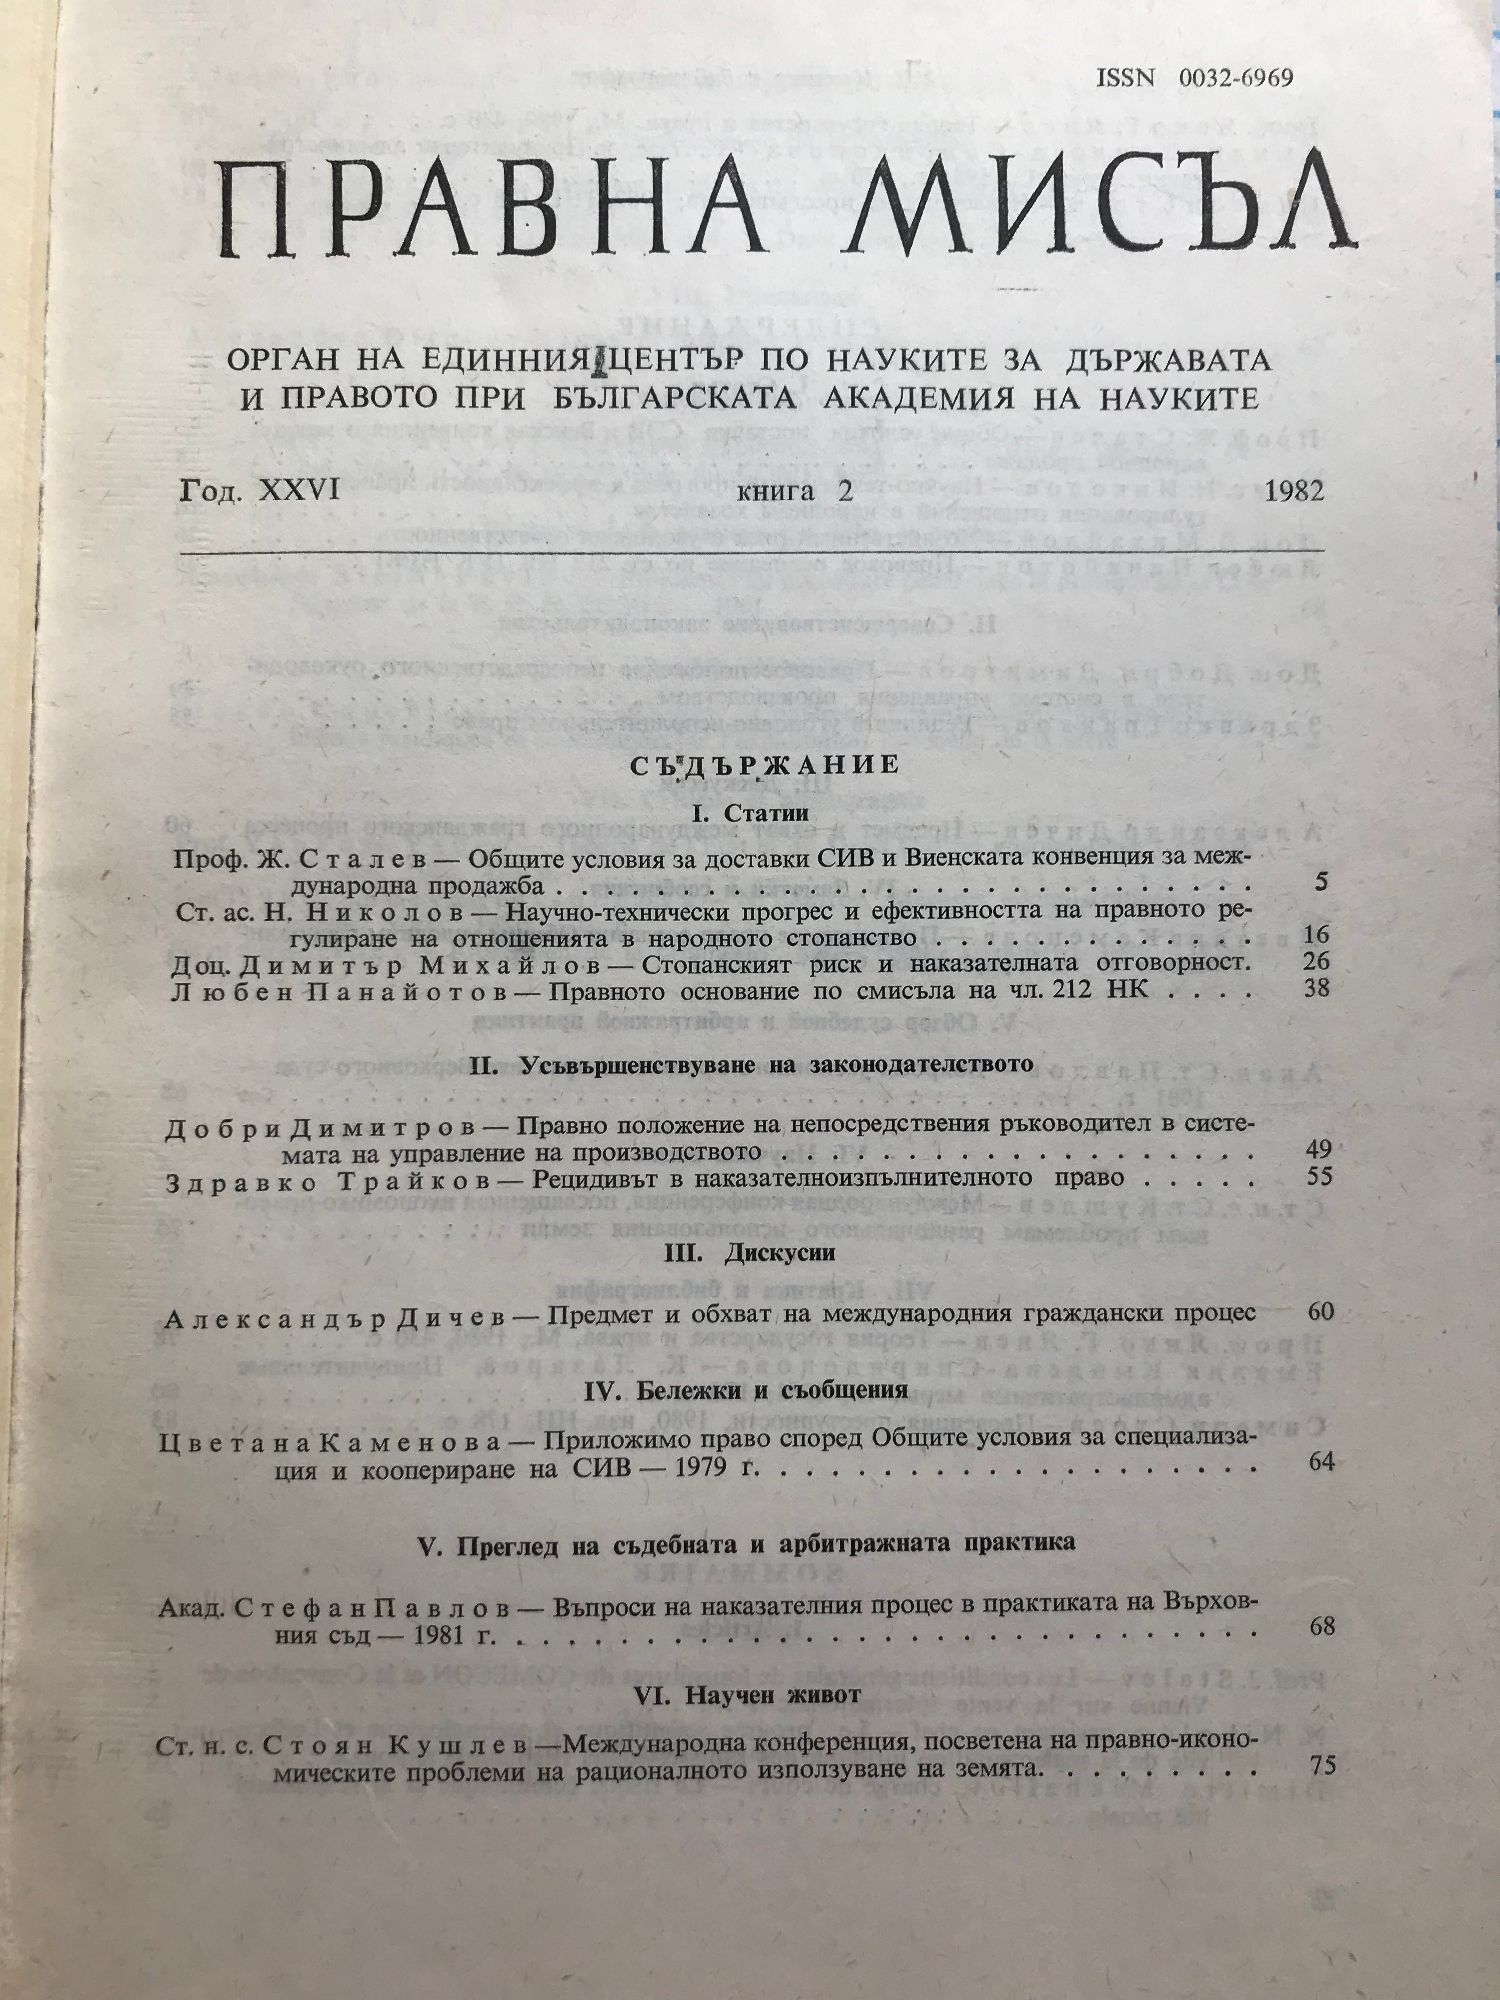 ISSN 0032-6969
ПРАВНА МИСЪЛ
ОРГАН НА ЕДИННИЯ ЦЕНТЪР ПО НАУКИТЕ ЗА ДЪРЖАВАТА
И ПРАВОТО ПРИ БЪЛГАРСКАТА АКАДЕМИЯ НА НАУКИТЕ
Год. XXVI книга 2 1982
СЪДЪРЖАНИЕ
I. Статии
Проф. Ж. Сталев — Общите условия за доставки СИВ и Виенската конвенция за меж-
дународна продажба . . . . . . . . . . . . . . . . . . . . . . . . . . . 5
Ст. ас. Н. Николов — Научно-технически прогрес и ефективността на правното ре-
гулиране на отношенията в народното стопанство . . . . . . . . . . . . . 16
Доц. Димитър Михайлов — Стопанският риск и наказателната отговорност. 26
Любен Панайотов — Правното основание по смисъла на чл. 212 НК . . . . 38
II. Усъвършенствуване на законодателството
Добри Димитров — Правно положение на непосредствения ръководител в систе-
мата на управление на производството . . . . . . . . . . . . . . . . . . . 49
Здравко Трайков — Рецидивът в наказателноизпълнителното право . . . . . 55
III. Дискусии
Александър Дичев — Предмет и обхват на международния граждански процес 60
IV. Бележки и съобщения
Цветана Каменова — Приложимо право според Общите условия за специализа-
ция и коопериране на СИВ — 1979 г. . . . . . . . . . . . . . . . . . . . 64
V. Преглед на съдебната и арбитражната практика
Акад. Стефан Павлов — Въпроси на наказателния процес в практиката на Върхов-
ния съд — 1981 г. . . . . . . . . . . . . . . . . . . . . . . . . . . . . 68
VI. Научен живот
Ст. н. с. Стоян Кушлев —Международна конференция, посветена на правно-иконо-
мическите проблеми на рационалното използуване на земята. . . . . . . . . 75